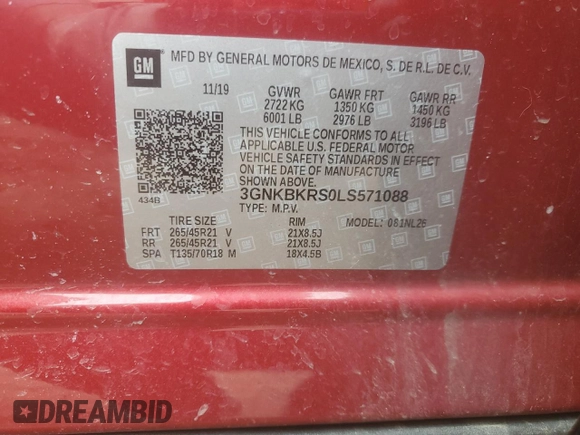 GM
MFD BY GENERAL MOTORS DE MEXICO, S. DE R.L. DE C.V.
11/19 GVWR GAWR FRT GAWR RR
2722 KG 1350 KG 1450 KG
6001 LB 2976 LB 3196 LB
THIS VEHICLE CONFORMS TO ALL
APPLICABLE U.S. FEDERAL MOTOR
VEHICLE SAFETY STANDARDS IN EFFECT
ON THE DATE OF MANUFACTURE
SHOWN ABOVE.
434B 3GNKBKRS0LS571088
TYPE: M.P.V. MODEL: 061NL26
TIRE SIZE RIM
FRT 265/45R21 V 21X8.5J
RR 265/45R21 V 21X8.5J
SPA T135/70R18 M 18X4.5B
DREAMBID